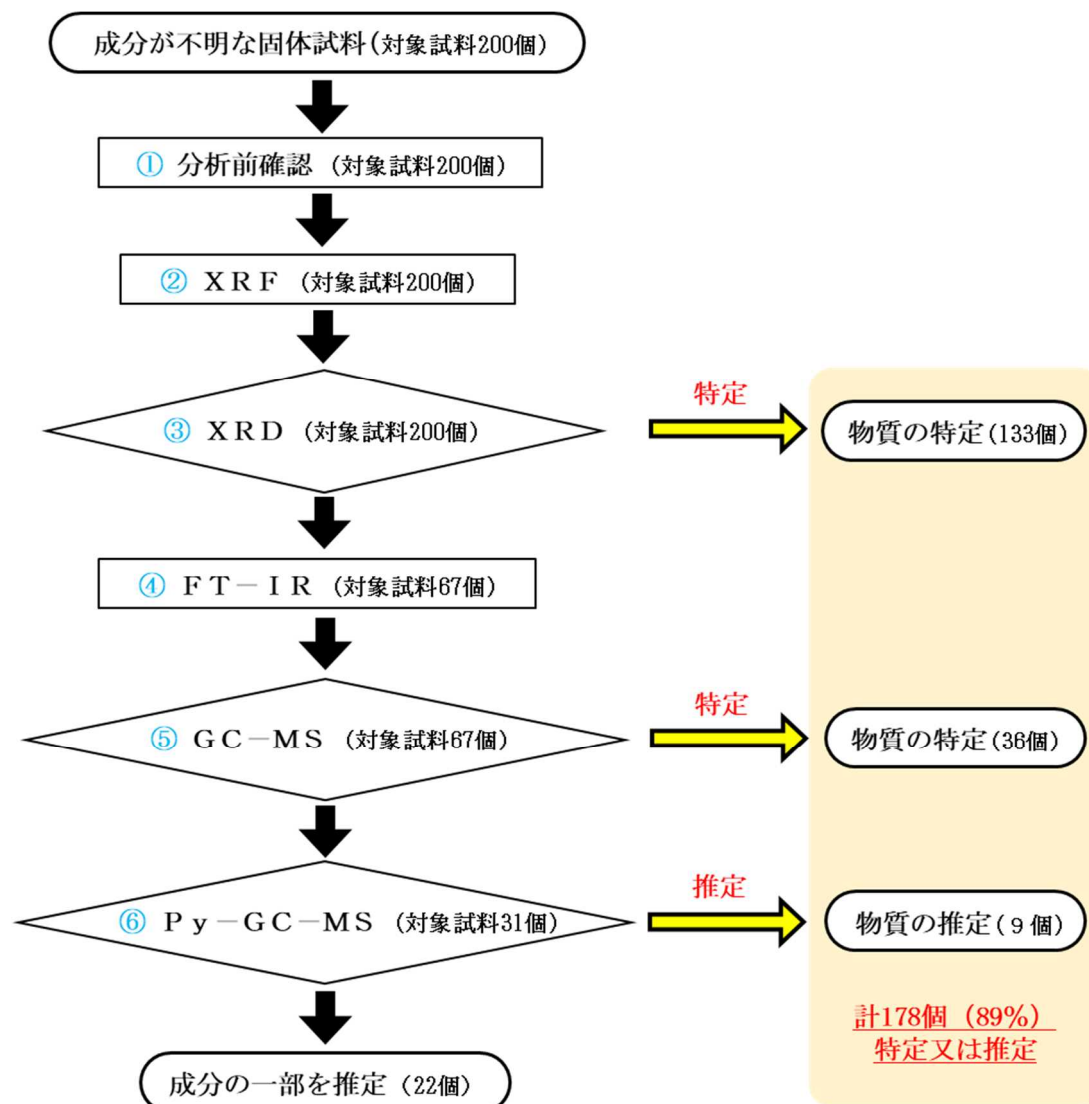 成分が不明な固体試料(対象試料200個)
① 分析前確認 (対象試料200個)
② ＸＲＦ (対象試料200個)
③ XRD (対象試料200個)
特定
物質の特定(133個)
④ ＦＴ－ＩＲ (対象試料67個)
⑤ GC－MS (対象試料67個)
特定
物質の特定(36個)
⑥ Ｐｙ－ＧＣ－ＭＳ (対象試料31個)
推定
物質の推定(９個)
計178個 (89%)
特定又は推定
成分の一部を推定 (22個)